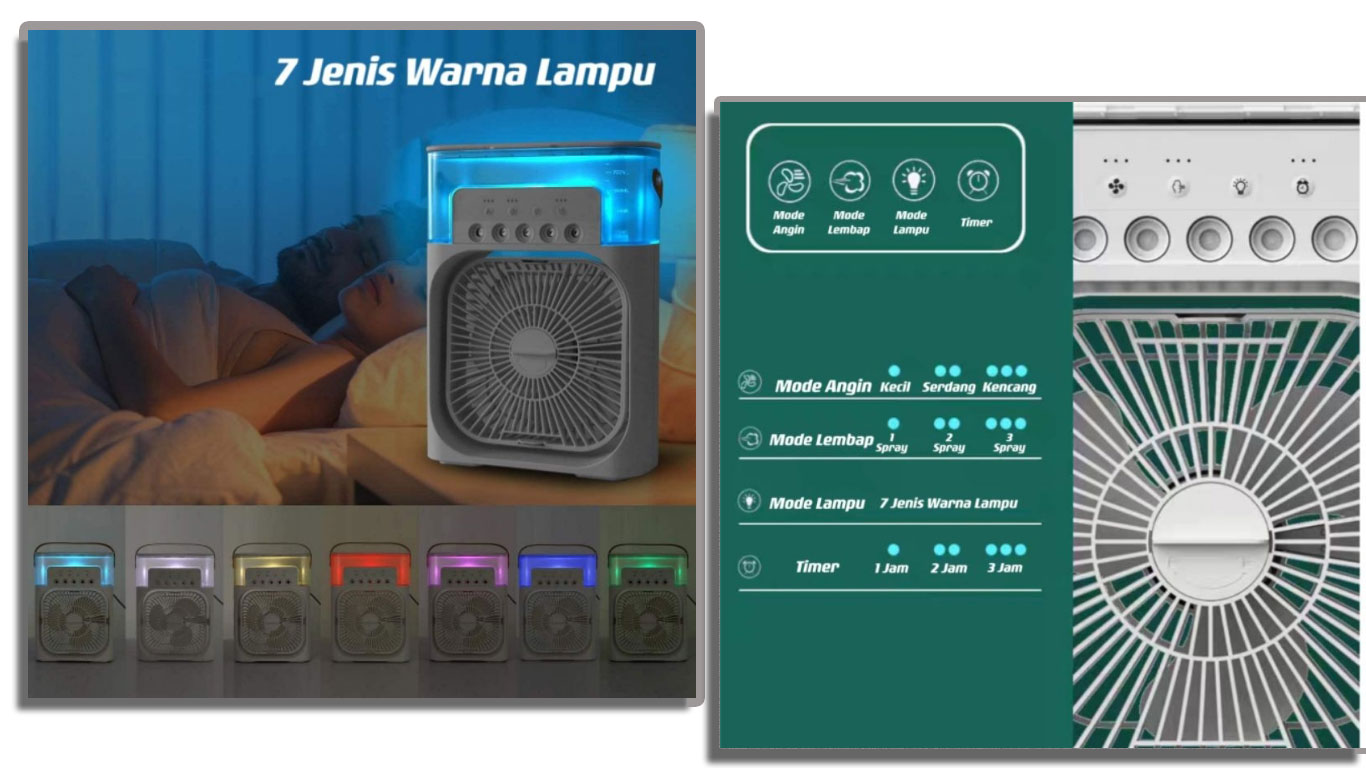 7 Jenis Warna Lampu
Mode Angin
Mode Lembap
Mode Lampu
Timer
Mode Angin Kecil Serdang Kencang
Mode Lembap 1 Spray 2 Spray 3 Spray
Mode Lampu 7 Jenis Warna Lampu
Timer 1 Jam 2 Jam 3 Jam